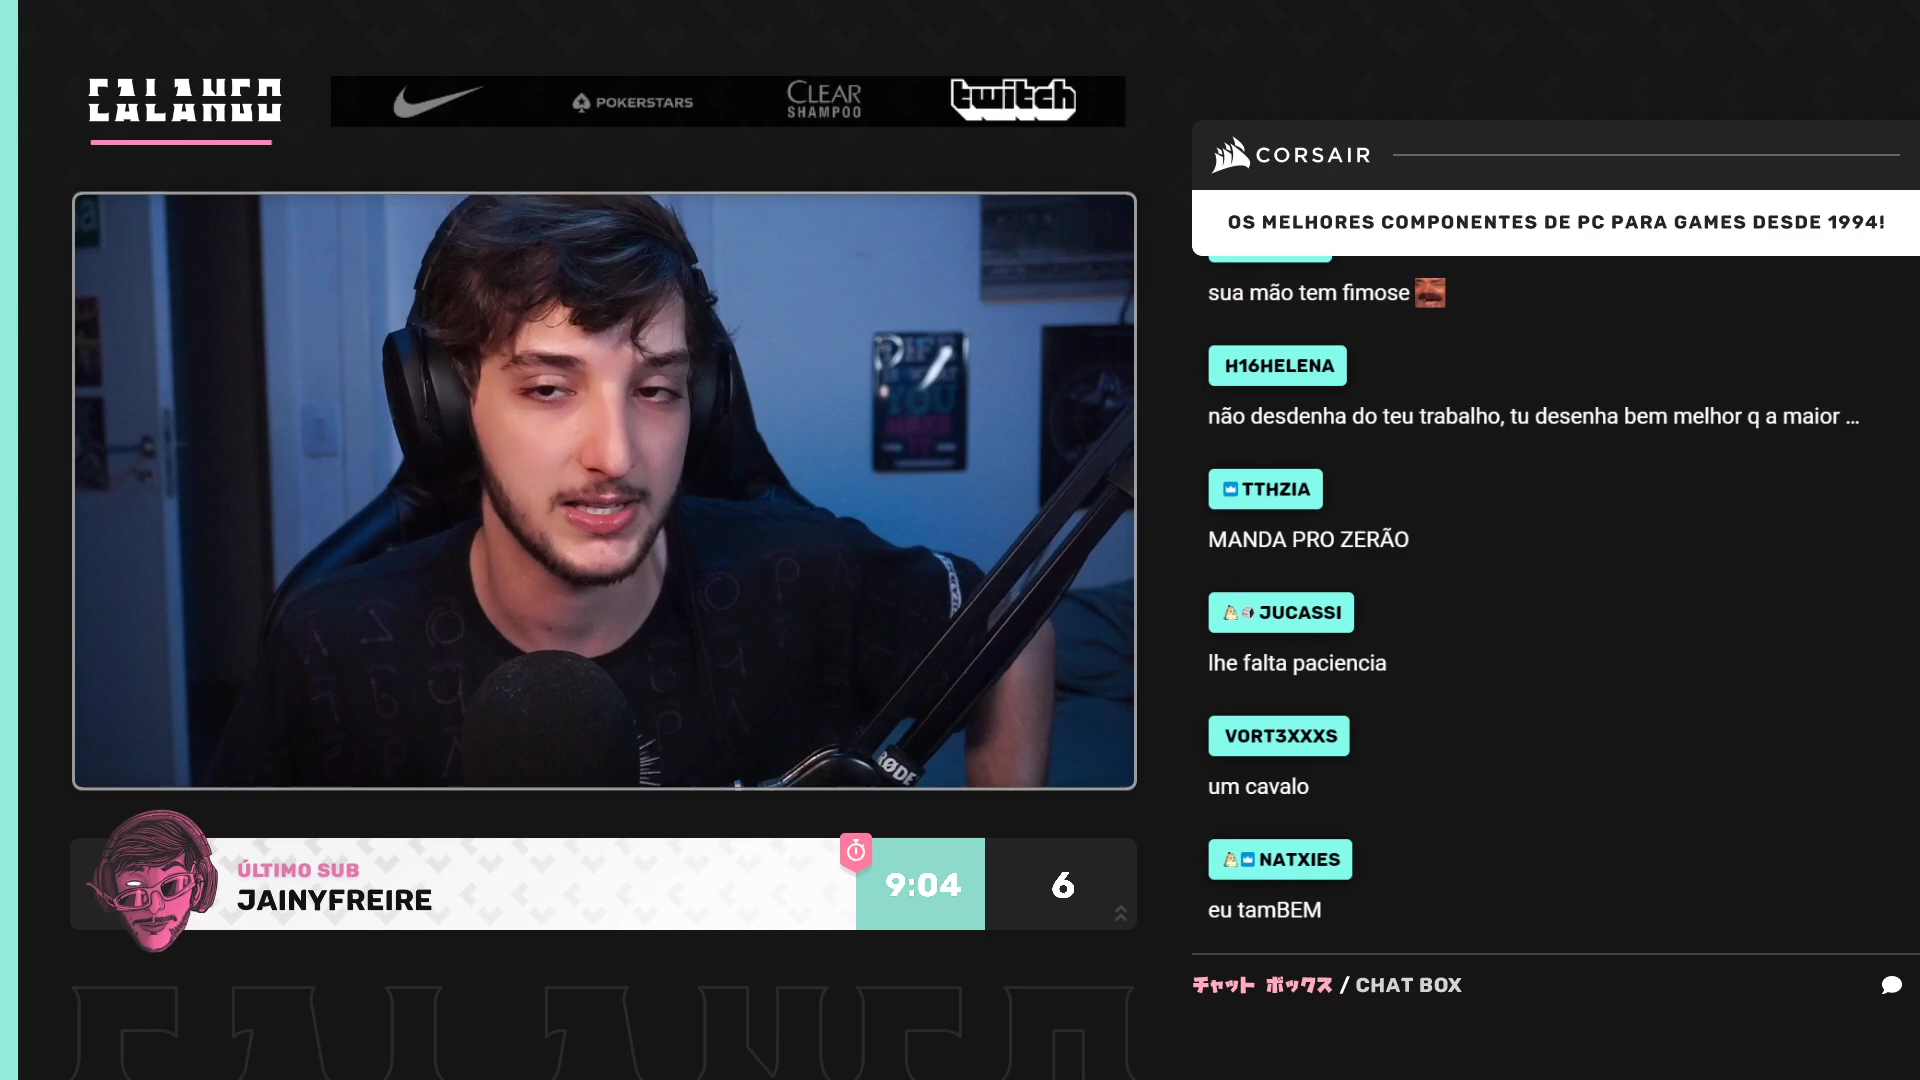 CALANGO
POKERSTARS
CLEAR
SHAMPOO
twitch
CORSAIR
OS MELHORES COMPONENTES DE PC PARA GAMES DESDE 1994!
sua mão tem fimose
H16HELENA
não desdenha do teu trabalho, tu desenha bem melhor q a maior ...
TTHZIA
MANDA PRO ZERÃO
JUCASSI
lhe falta paciencia
VORT3XXXS
um cavalo
NATXIES
eu tamBEM
YOU
RØDE
ÚLTIMO SUB
JAINYFREIRE
9:04
6
チャット ボックス / CHAT BOX
CALANGO